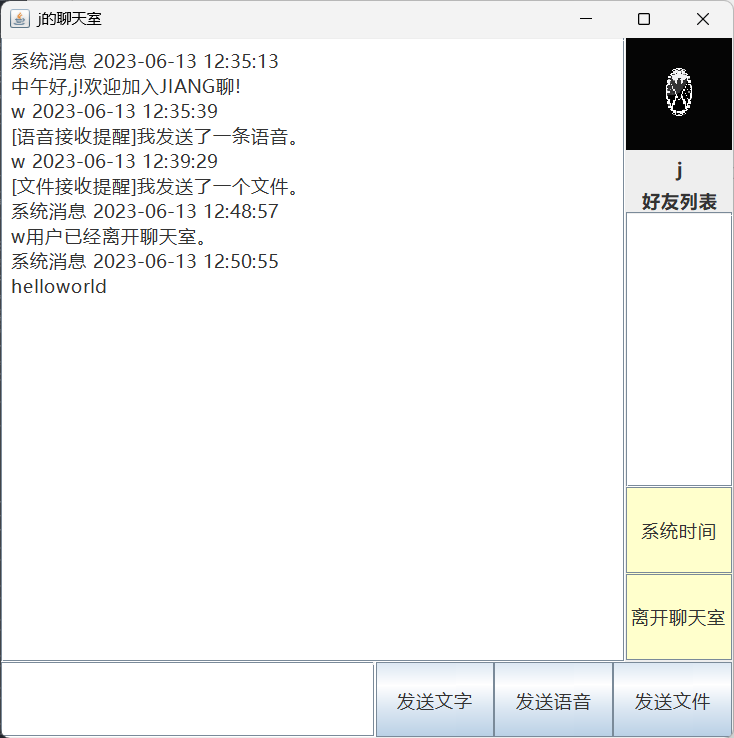 j的聊天室
系统消息 2023-06-13 12:35:13
中午好,j!欢迎加入JIANG聊!
w 2023-06-13 12:35:39
[语音接收提醒]我发送了一条语音。
w 2023-06-13 12:39:29
[文件接收提醒]我发送了一个文件。
系统消息 2023-06-13 12:48:57
w用户已经离开聊天室。
系统消息 2023-06-13 12:50:55
helloworld
j
好友列表
系统时间
离开聊天室
发送文字
发送语音
发送文件